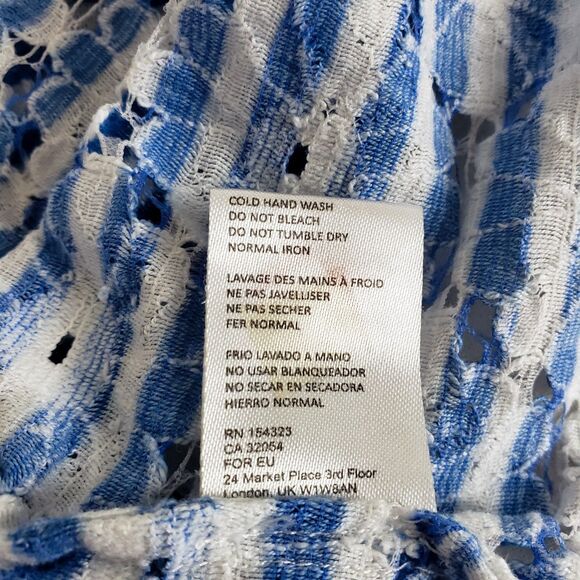 COLD HAND WASH
DO NOT BLEACH
DO NOT TUMBLE DRY
NORMAL IRON
LAVAGE DES MAINS À FROID
NE PAS JAVELLISER
NE PAS SECHER
FER NORMAL
FRIO LAVADO A MANO
NO USAR BLANQUEADOR
NO SECAR EN SECADORA
HIERRO NORMAL
RN 154323
CA 32054
FOR EU
24 Market Place 3rd Floor
London, UK W1W8AN